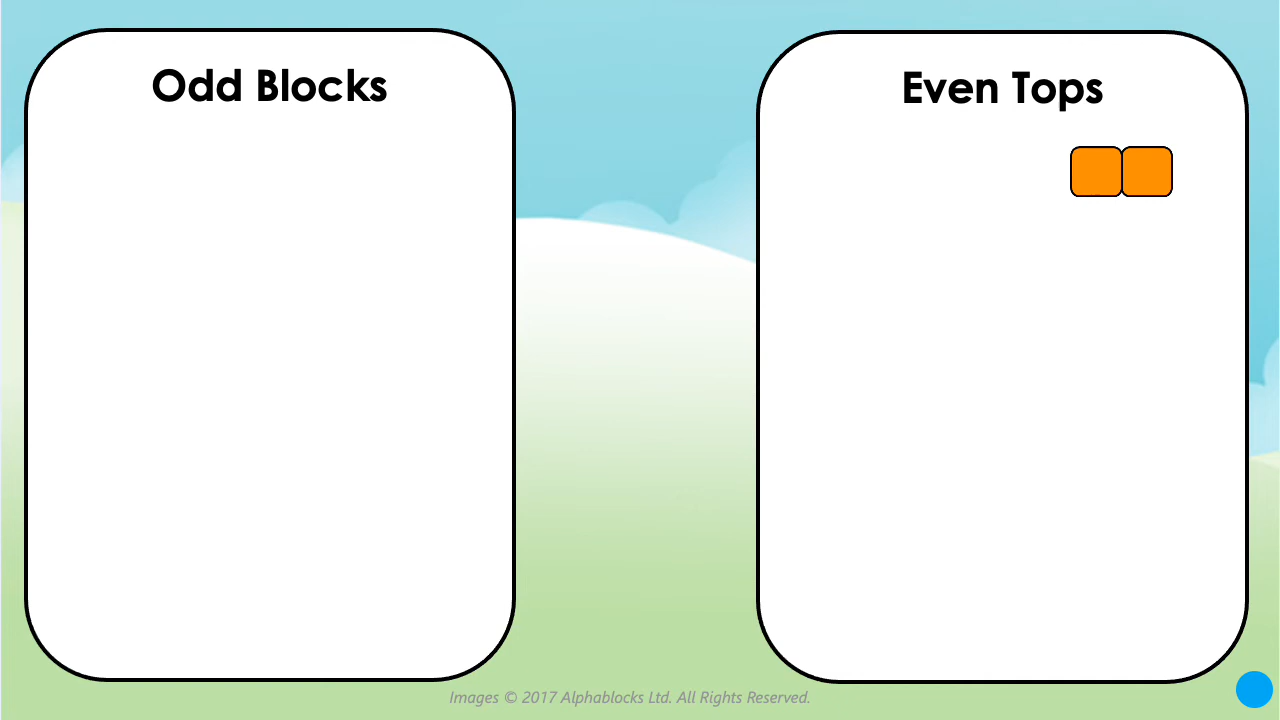 Odd Blocks
Even Tops
Images © 2017 Alphablocks Ltd. All Rights Reserved.